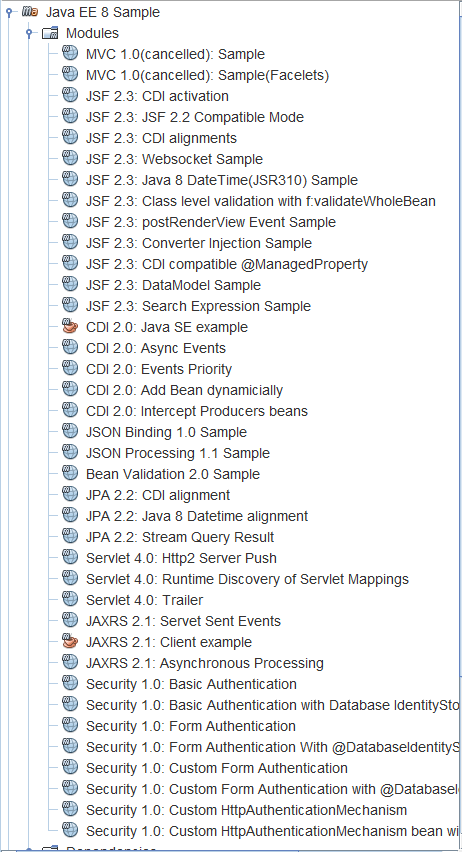 Java EE 8 Sample
Modules
MVC 1.0(cancelled): Sample
MVC 1.0(cancelled): Sample(Facelets)
JSF 2.3: CDI activation
JSF 2.3: JSF 2.2 Compatible Mode
JSF 2.3: CDI alignments
JSF 2.3: Websocket Sample
JSF 2.3: Java 8 DateTime(JSR310) Sample
JSF 2.3: Class level validation with f:validateWholeBean
JSF 2.3: postRenderView Event Sample
JSF 2.3: Converter Injection Sample
JSF 2.3: CDI compatible @ManagedProperty
JSF 2.3: DataModel Sample
JSF 2.3: Search Expression Sample
CDI 2.0: Java SE example
CDI 2.0: Async Events
CDI 2.0: Events Priority
CDI 2.0: Add Bean dynamicially
CDI 2.0: Intercept Producers beans
JSON Binding 1.0 Sample
JSON Processing 1.1 Sample
Bean Validation 2.0 Sample
JPA 2.2: CDI alignment
JPA 2.2: Java 8 Datetime alignment
JPA 2.2: Stream Query Result
Servlet 4.0: Http2 Server Push
Servlet 4.0: Runtime Discovery of Servlet Mappings
Servlet 4.0: Trailer
JAXRS 2.1: Servet Sent Events
JAXRS 2.1: Client example
JAXRS 2.1: Asynchronous Processing
Security 1.0: Basic Authentication
Security 1.0: Basic Authentication with Database IdentitySto
Security 1.0: Form Authentication
Security 1.0: Form Authentication With @DatabaseIdentityS
Security 1.0: Custom Form Authentication
Security 1.0: Custom Form Authentication with @DatabaseI
Security 1.0: Custom HttpAuthenticationMechanism
Security 1.0: Custom HttpAuthenticationMechanism bean wi
Dependencies